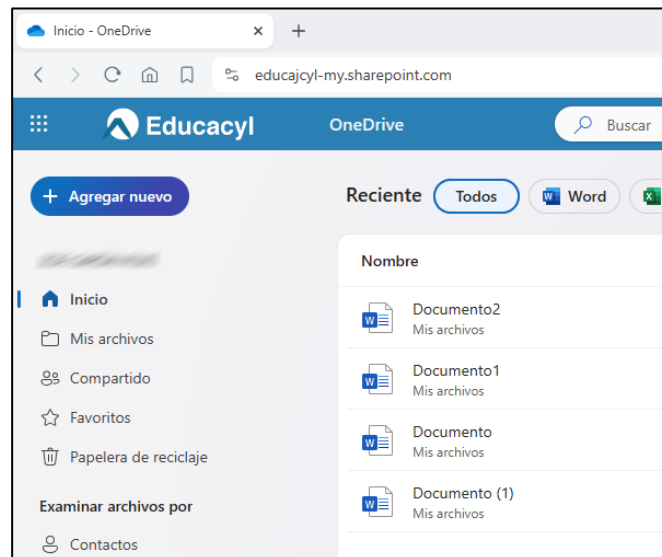 Inicio - OneDrive
educajcyl-my.sharepoint.com
Educacyl OneDrive Buscar
Agregar nuevo
Reciente Todos Word
Nombre
Inicio
Documento2
Mis archivos
Mis archivos
Documento1
Compartido
Mis archivos
Favoritos
Documento
Mis archivos
Papelera de reciclaje
Documento (1)
Examinar archivos por
Mis archivos
Contactos